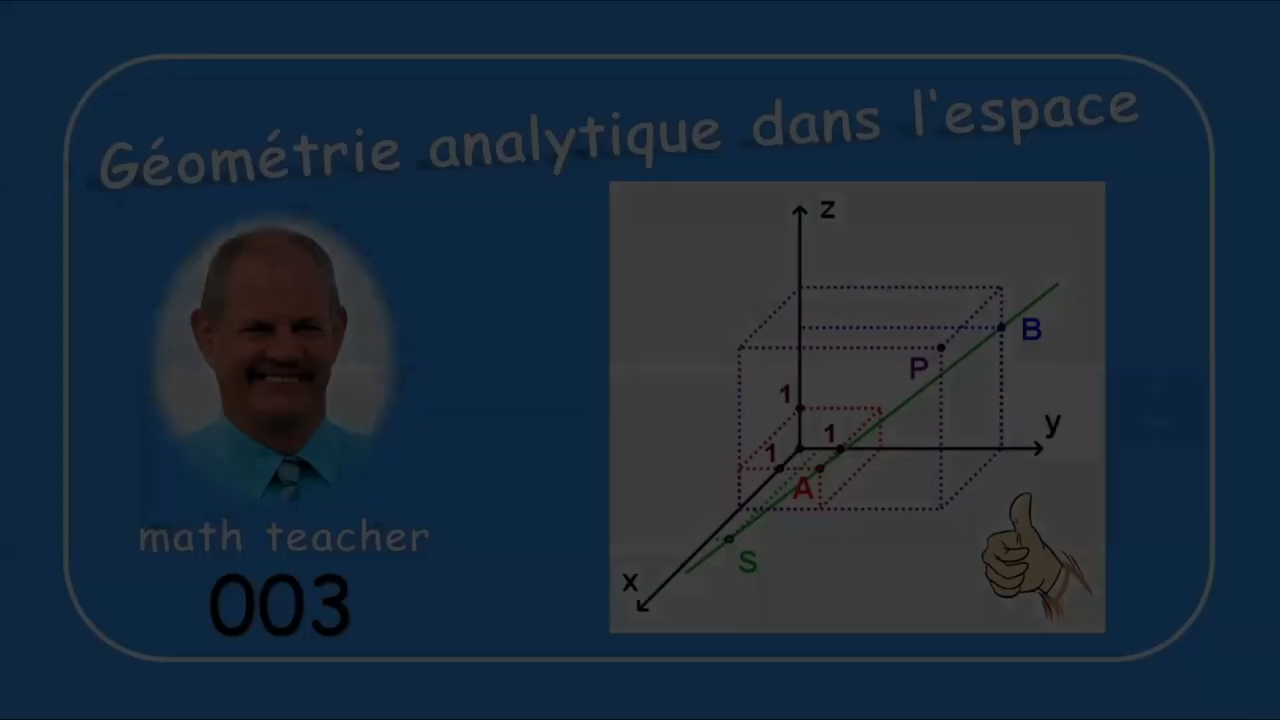 Géométrie analytique dans l'espace
z
B
P
1
1
y
1
A
S
x
math teacher
003